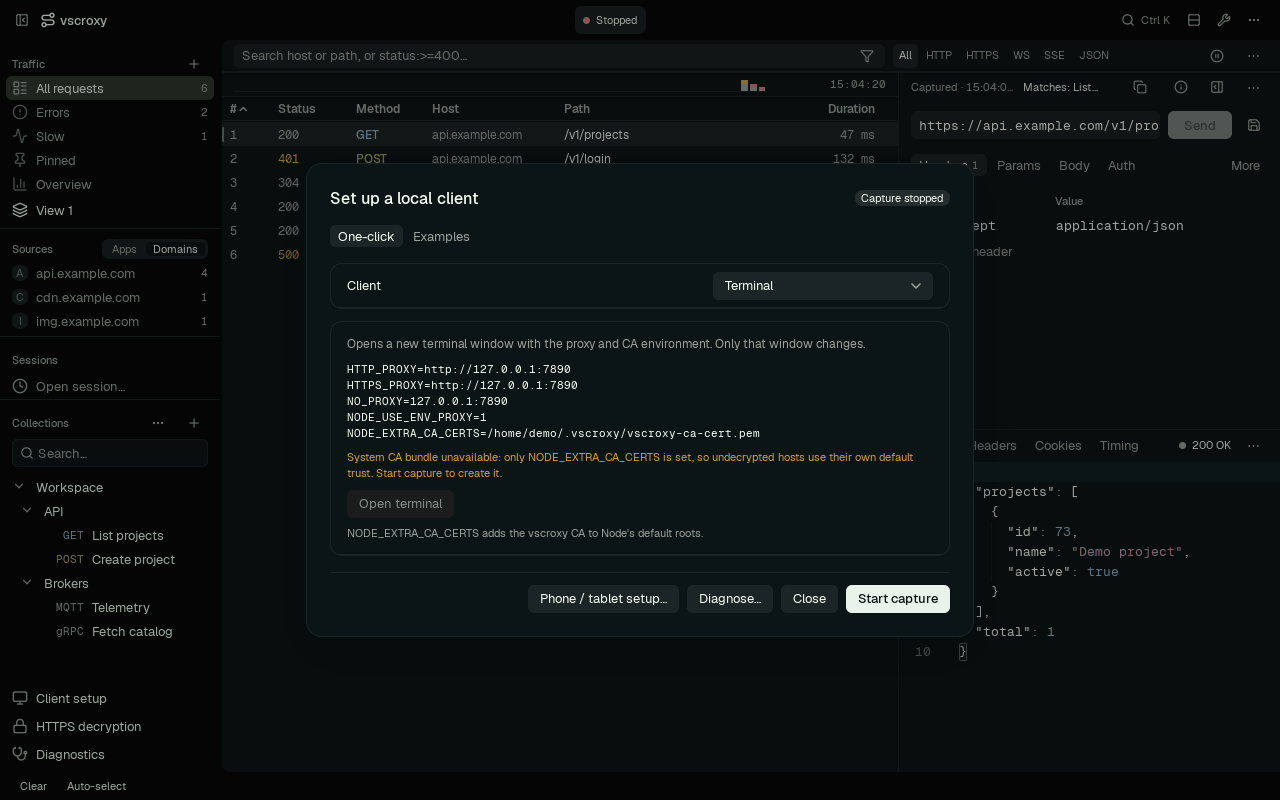 vscroxy
Stopped
Ctrl K
Traffic
All requests 6
Errors 2
Slow 1
Pinned
Overview
View 1
Sources Apps Domains
A api.example.com 4
C cdn.example.com 1
I img.example.com 1
Sessions
Open session…
Collections
Search…
Workspace
API
GET List projects
POST Create project
Brokers
MQTT Telemetry
gRPC Fetch catalog
Client setup
HTTPS decryption
Diagnostics
Clear Auto-select
Search host or path, or status:>=400…
All HTTP HTTPS WS SSE JSON
15:04:20
# Status Method Host Path Duration
1 200 GET api.example.com /v1/projects 47 ms
2 401 POST api.example.com /v1/login 132 ms
3 304
4 200
5 200
6 500
Captured · 15:04:0… Matches: List…
https://api.example.com/v1/pro Send
1 Params Body Auth More
Value
application/json
header
Headers Cookies Timing 200 OK
"projects": [
{
"id": 73,
"name": "Demo project",
"active": true
}
],
"total": 1
10 }
Set up a local client
Capture stopped
One-click Examples
Client Terminal
Opens a new terminal window with the proxy and CA environment. Only that window changes.
HTTP_PROXY=http://127.0.0.1:7890
HTTPS_PROXY=http://127.0.0.1:7890
NO_PROXY=127.0.0.1:7890
NODE_USE_ENV_PROXY=1
NODE_EXTRA_CA_CERTS=/home/demo/.vscroxy/vscroxy-ca-cert.pem
System CA bundle unavailable: only NODE_EXTRA_CA_CERTS is set, so undecrypted hosts use their own default
trust. Start capture to create it.
Open terminal
NODE_EXTRA_CA_CERTS adds the vscroxy CA to Node's default roots.
Phone / tablet setup… Diagnose… Close Start capture